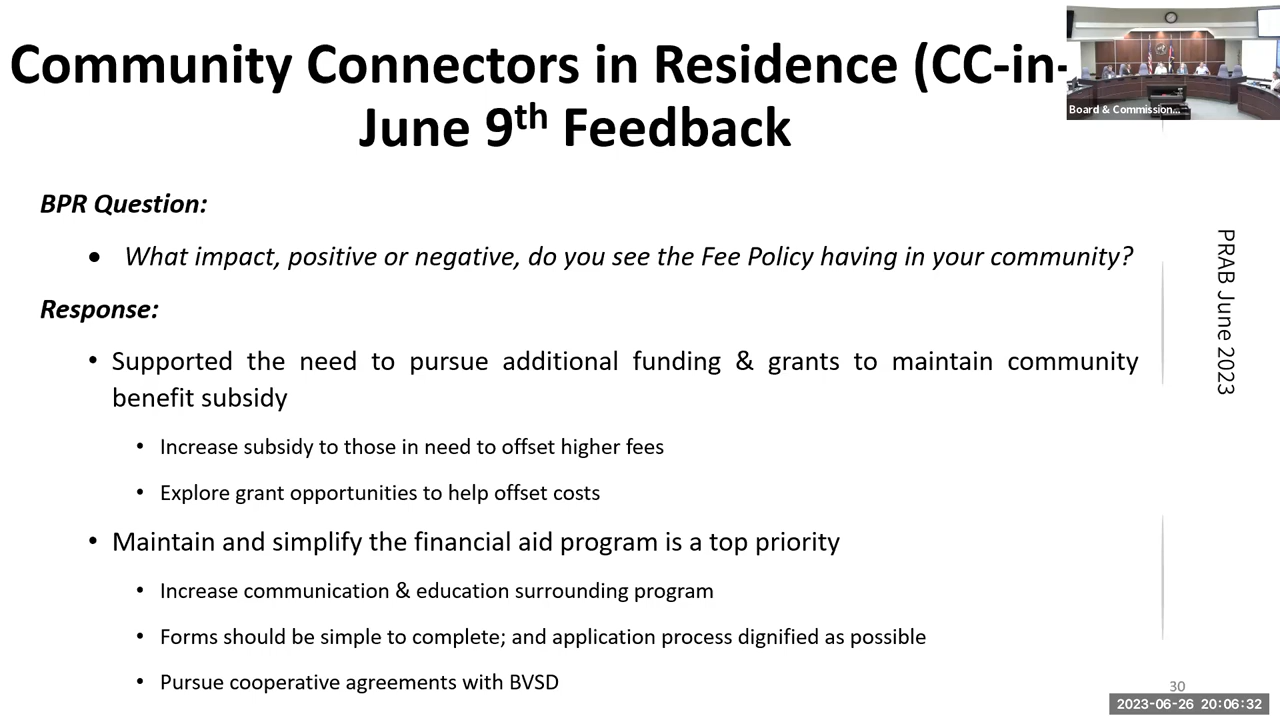 Community Connectors in Residence (CC-in-
June 9th Feedback
Board & Commission...
BPR Question:
• What impact, positive or negative, do you see the Fee Policy having in your community?
Response:
• Supported the need to pursue additional funding & grants to maintain community
benefit subsidy
• Increase subsidy to those in need to offset higher fees
• Explore grant opportunities to help offset costs
• Maintain and simplify the financial aid program is a top priority
• Increase communication & education surrounding program
• Forms should be simple to complete; and application process dignified as possible
• Pursue cooperative agreements with BVSD
PRAB June 2023
30
2023-06-26 20:06:32